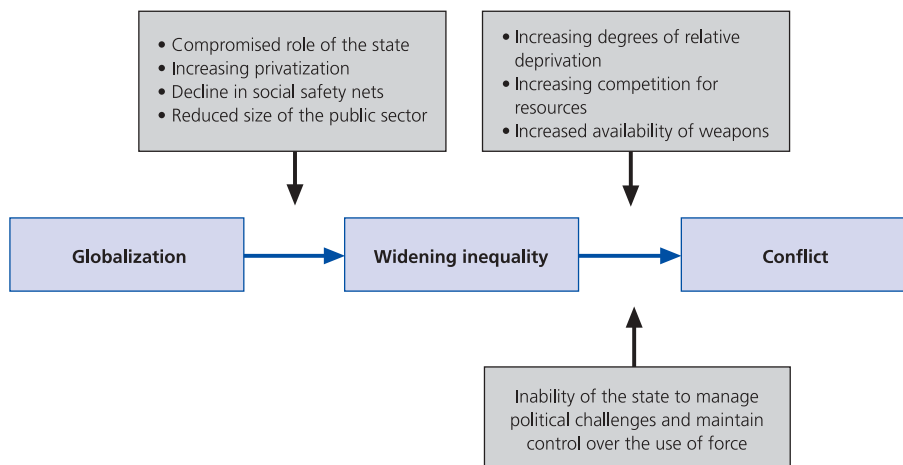 • Compromised role of the state
• Increasing privatization
• Decline in social safety nets
• Reduced size of the public sector
• Increasing degrees of relative
deprivation
• Increasing competition for
resources
• Increased availability of weapons
Globalization
Widening inequality
Conflict
Inability of the state to manage
political challenges and maintain
control over the use of force